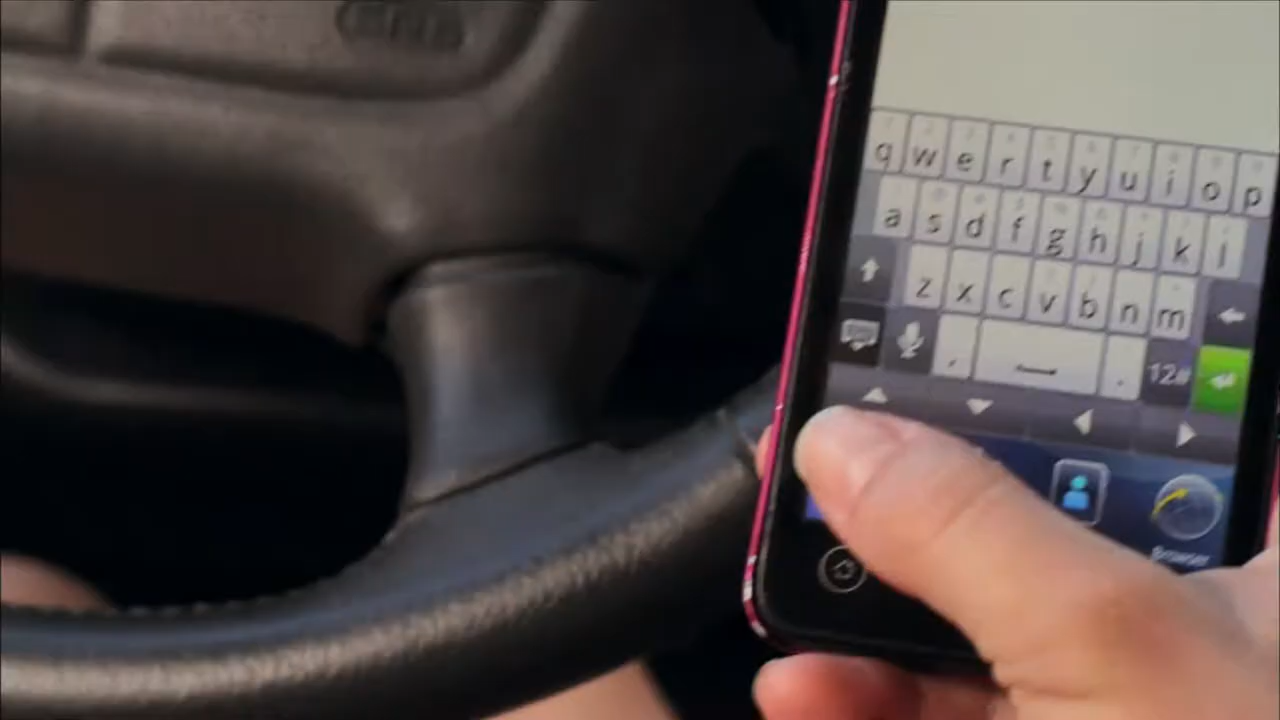 q w e r t y u i o p
a s d f g h j k l
z x c v b n m
, . 12#
Browser